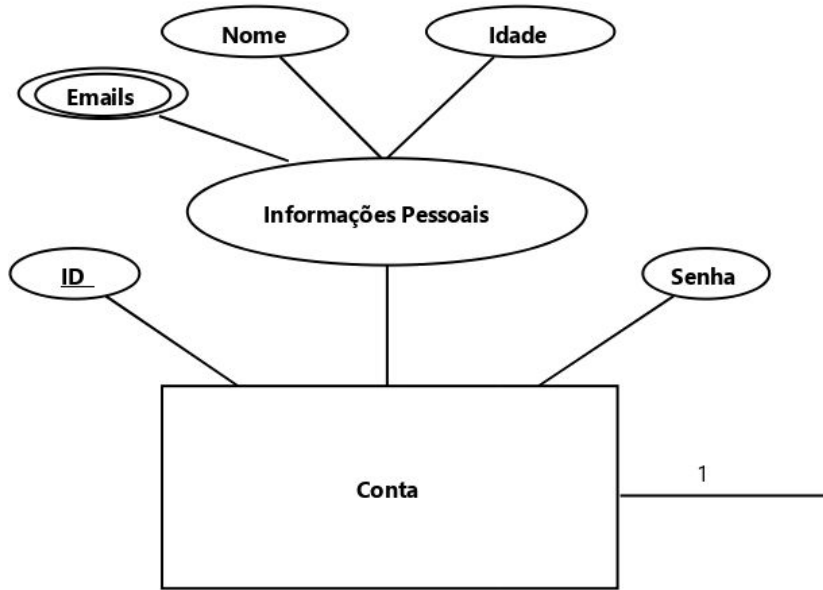 Nome
Idade
Emails
Informações Pessoais
ID
Senha
1
Conta